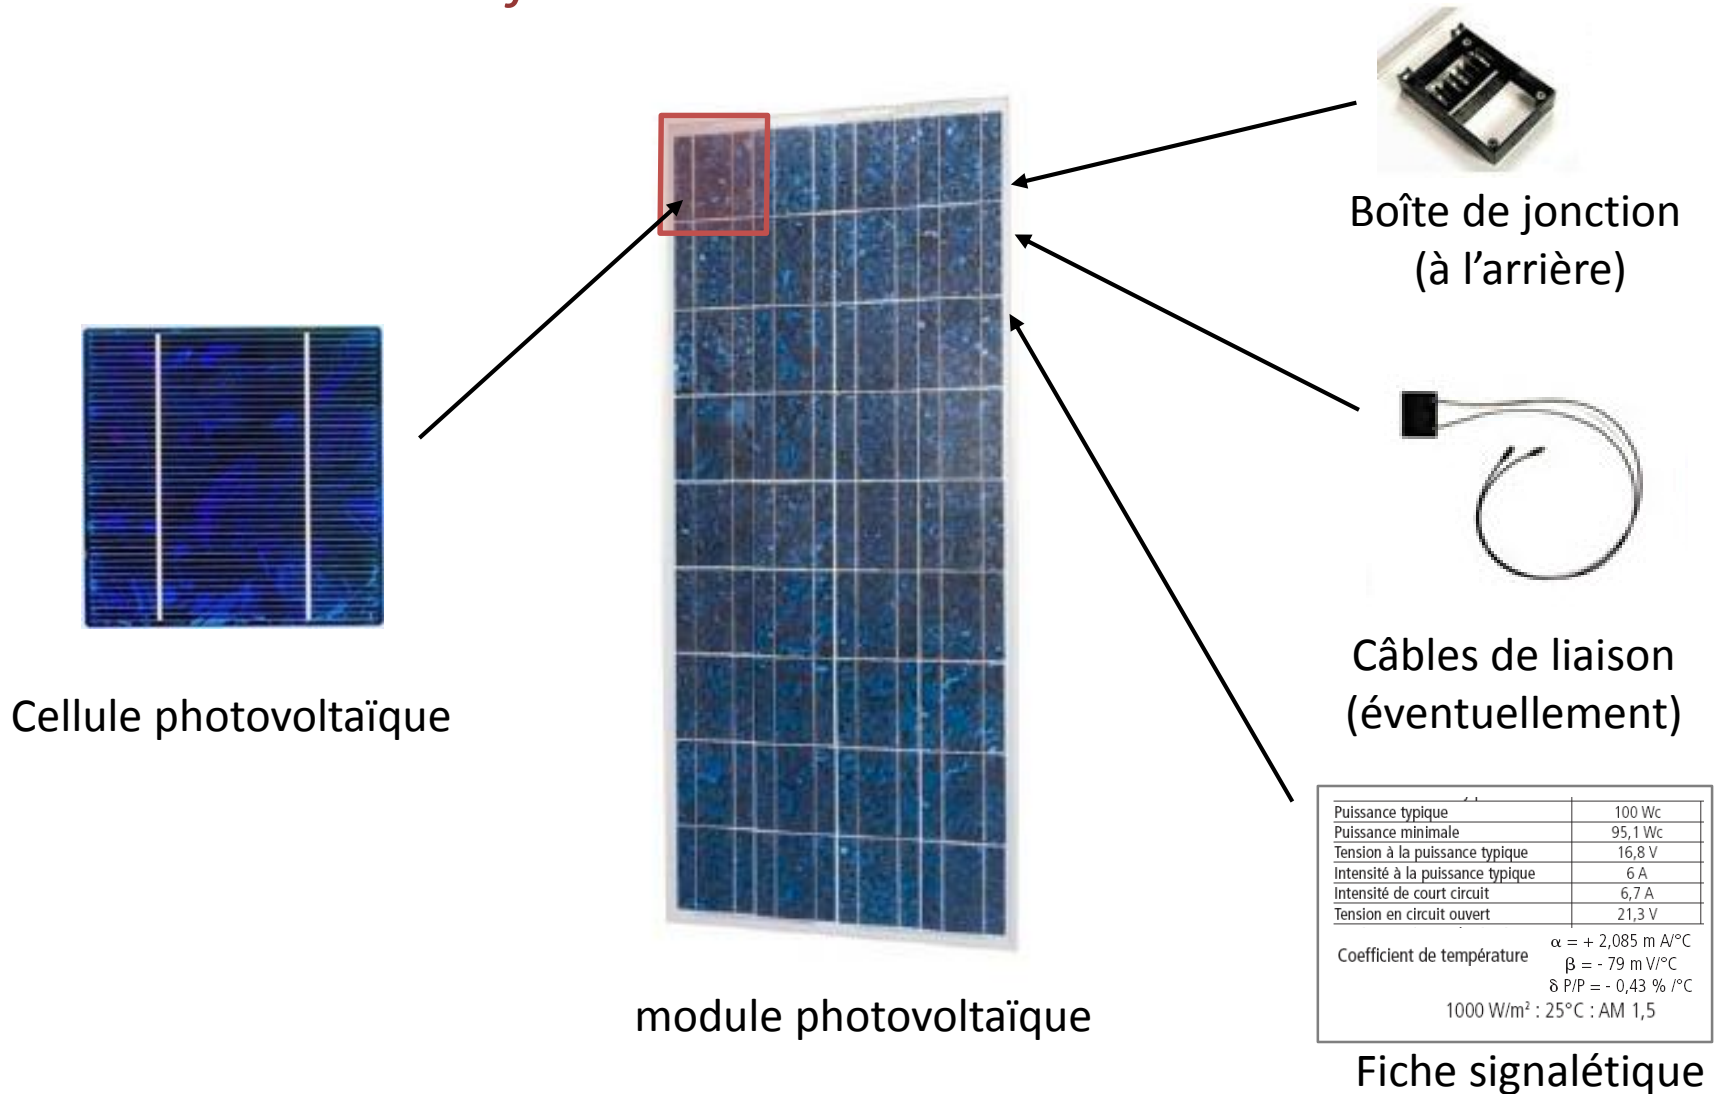 Boîte de jonction
(à l’arrière)
Cellule photovoltaïque
Câbles de liaison
(éventuellement)
module photovoltaïque
Puissance typique 100 Wc
Puissance minimale 95,1 Wc
Tension à la puissance typique 16,8 V
Intensité à la puissance typique 6 A
Intensité de court circuit 6,7 A
Tension en circuit ouvert 21,3 V
Coefficient de température α = + 2,085 m A/°C
β = - 79 m V/°C
δ P/P = - 0,43 % /°C
1000 W/m² : 25°C : AM 1,5
Fiche signalétique